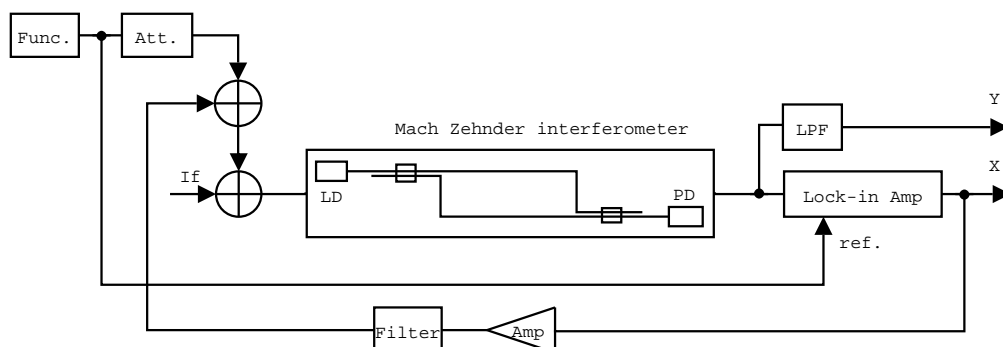 Func.
Att.
Y
Mach Zehnder interferometer
LPF
If
LD
PD
X
Lock-in Amp
ref.
Filter
Amp